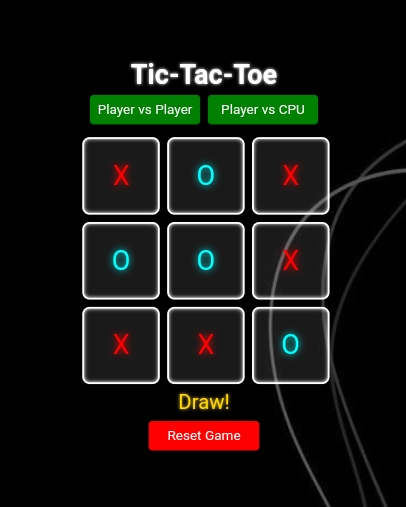 Tic-Tac-Toe
Player vs Player Player vs CPU
X O X
O O X
X X O
Draw!
Reset Game